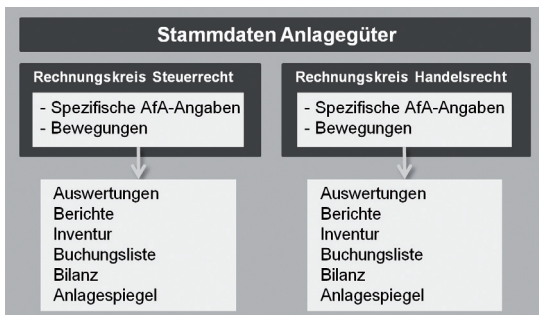 Stammdaten Anlagegüter
Rechnungskreis Steuerrecht
- Spezifische AfA-Angaben
- Bewegungen
Auswertungen
Berichte
Inventur
Buchungsliste
Bilanz
Anlagespiegel
Rechnungskreis Handelsrecht
- Spezifische AfA-Angaben
- Bewegungen
Auswertungen
Berichte
Inventur
Buchungsliste
Bilanz
Anlagespiegel